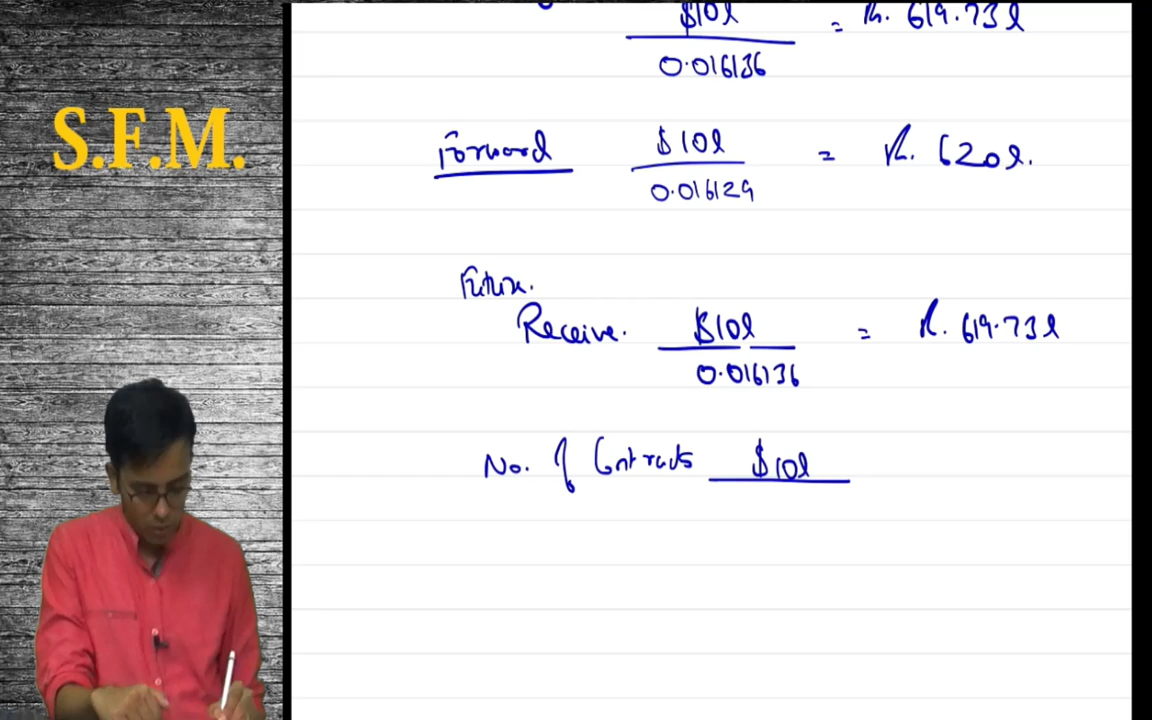 S.F.M.
$10l
0.016136
= Rs. 619.73l
Forward $10l
0.016129
= Rs. 620l.
Future.
Receive. $10l
0.016136
= Rs. 619.73l
No. of Contracts $10l